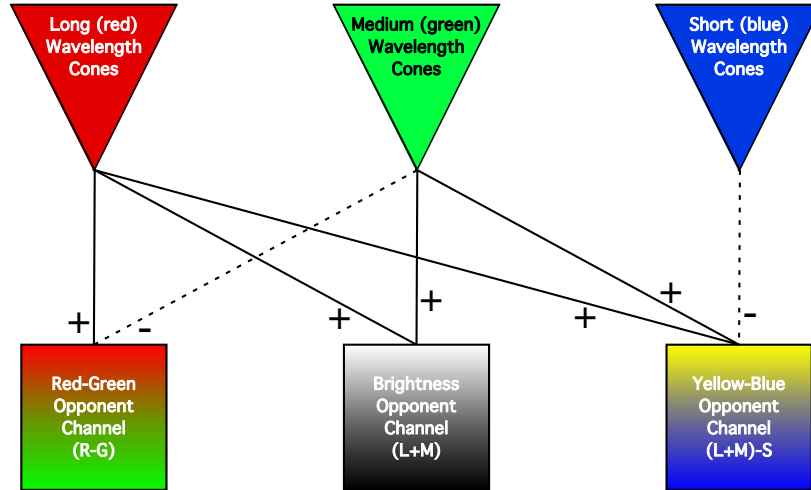 Long (red)
Wavelength
Cones
Medium (green)
Wavelength
Cones
Short (blue)
Wavelength
Cones
+
-
+
+
+
+
-
Red-Green
Opponent
Channel
(R-G)
Brightness
Opponent
Channel
(L+M)
Yellow-Blue
Opponent
Channel
(L+M)-S